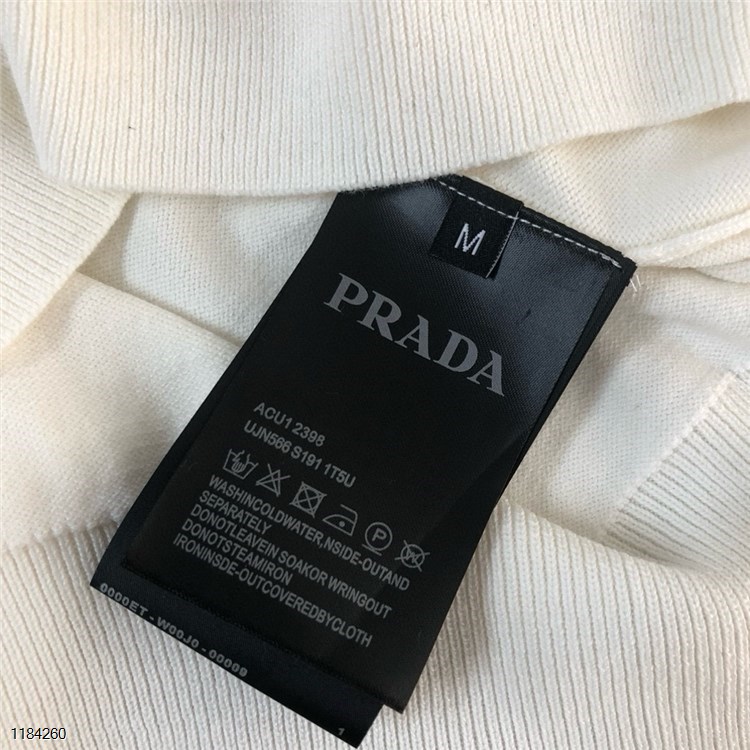 M
PRADA
ACU1 2398
UJN566 S191 1T5U
WASHINCOLDWATER,NSIDE-OUTAND
SEPARATELY
DONOTLEAVEIN SOAKOR WRINGOUT
DONOTSTEAMIRON
IRONINSDE-OUTCOVEREDBYCLOTH
0000ET - W00J0 - 00009
1
1184260